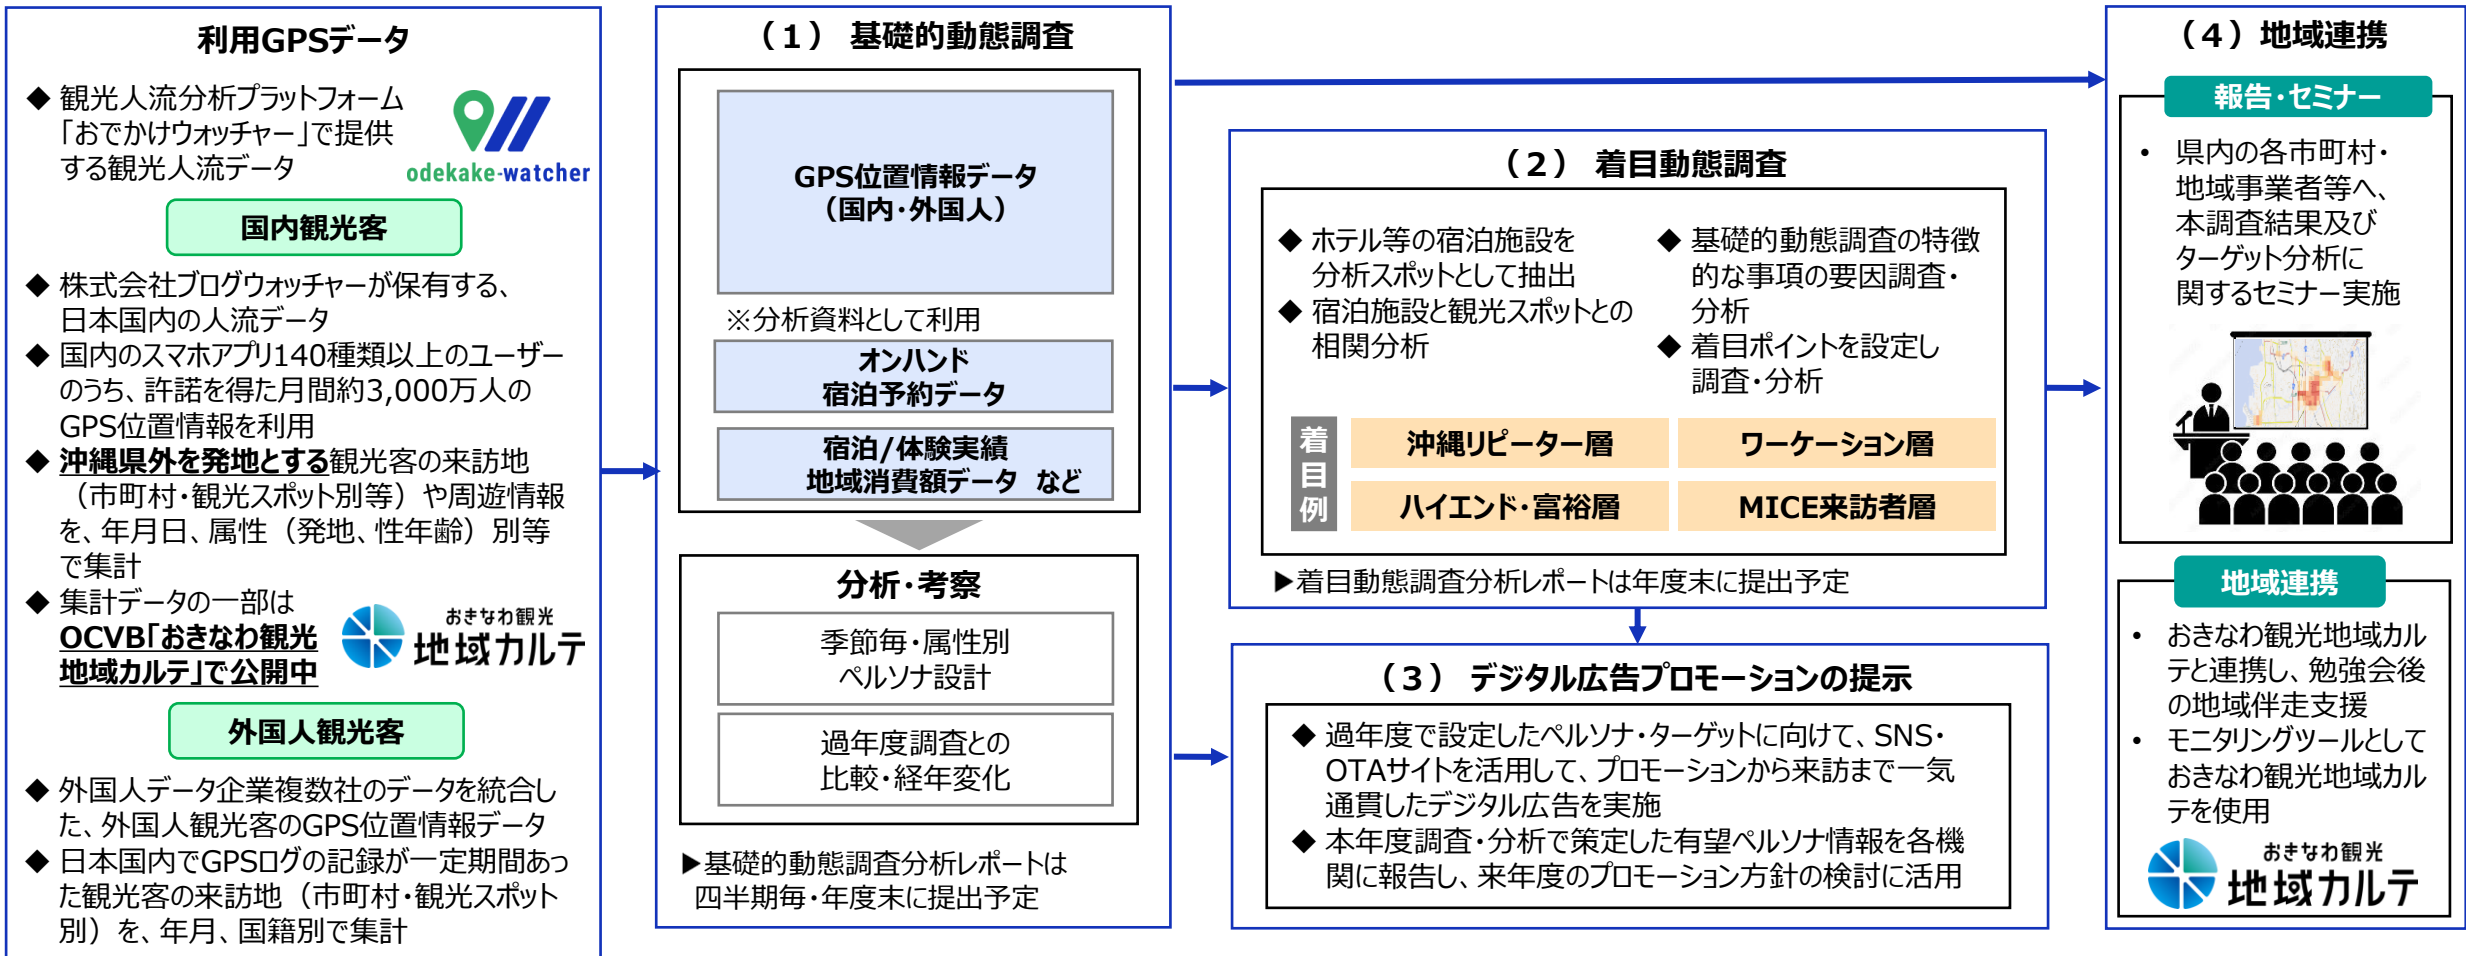 利用GPSデータ
◆ 観光人流分析プラットフォーム
「おでかけウォッチャー」で提供
する観光人流データ
odekake-watcher
国内観光客
◆ 株式会社ブログウォッチャーが保有する、
日本国内の人流データ
◆ 国内のスマホアプリ140種類以上のユーザー
のうち、許諾を得た月間約3,000万人の
GPS位置情報を利用
◆ 沖縄県外を発地とする観光客の来訪地
（市町村・観光スポット別等）や周遊情報
を、年月日、属性（発地、性年齢）別等
で集計
◆ 集計データの一部は
OCVB「おきなわ観光
地域カルテ」で公開中
おきなわ観光
地域カルテ
外国人観光客
◆ 外国人データ企業複数社のデータを統合し
た、外国人観光客のGPS位置情報データ
◆ 日本国内でGPSログの記録が一定期間あっ
た観光客の来訪地（市町村・観光スポット
別）を、年月、国籍別で集計
（１） 基礎的動態調査
GPS位置情報データ
（国内・外国人）
※分析資料として利用
オンハンド
宿泊予約データ
宿泊/体験実績
地域消費額データ など
分析・考察
季節毎・属性別
ペルソナ設計
過年度調査との
比較・経年変化
▶基礎的動態調査分析レポートは
四半期毎・年度末に提出予定
（２） 着目動態調査
◆ ホテル等の宿泊施設を
分析スポットとして抽出
◆ 宿泊施設と観光スポットとの
相関分析
◆ 基礎的動態調査の特徴
的な事項の要因調査・
分析
◆ 着目ポイントを設定し
調査・分析
着目例
沖縄リピーター層
ワーケーション層
ハイエンド・富裕層
MICE来訪者層
▶着目動態調査分析レポートは年度末に提出予定
（３） デジタル広告プロモーションの提示
◆ 過年度で設定したペルソナ・ターゲットに向けて、SNS・
OTAサイトを活用して、プロモーションから来訪まで一気
通貫したデジタル広告を実施
◆ 本年度調査・分析で策定した有望ペルソナ情報を各機
関に報告し、来年度のプロモーション方針の検討に活用
（４）地域連携
報告・セミナー
• 県内の各市町村・
地域事業者等へ、
本調査結果及び
ターゲット分析に
関するセミナー実施
地域連携
• おきなわ観光地域カル
テと連携し、勉強会後
の地域伴走支援
• モニタリングツールとして
おきなわ観光地域カル
テを使用
おきなわ観光
地域カルテ